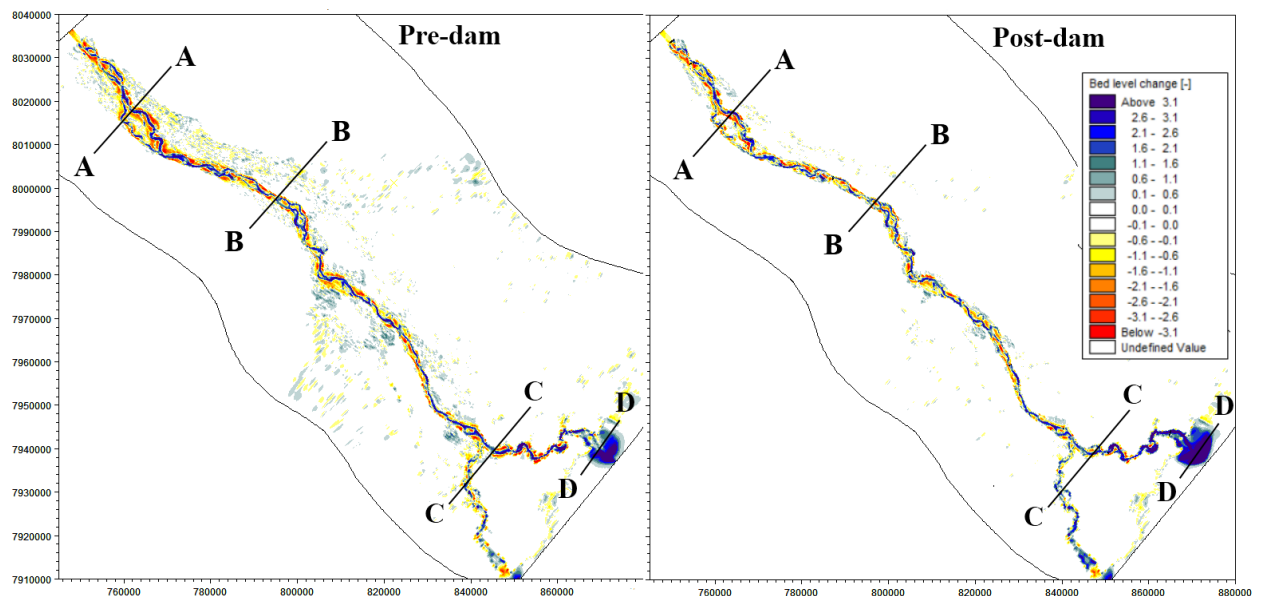 Pre-dam
Post-dam
8040000
8030000
8020000
8010000
8000000
7990000
7980000
7970000
7960000
7950000
7940000
7930000
7920000
7910000
A
A
B
B
C
C
D
D
760000
780000
800000
820000
840000
860000
A
A
B
B
C
C
D
D
760000
780000
800000
820000
840000
860000
880000
Bed level change [-]
Above 3.1
2.6 - 3.1
2.1 - 2.6
1.6 - 2.1
1.1 - 1.6
0.6 - 1.1
0.1 - 0.6
0.0 - 0.1
-0.1 - 0.0
-0.6 - -0.1
-1.1 - -0.6
-1.6 - -1.1
-2.1 - -1.6
-2.6 - -2.1
-3.1 - -2.6
Below -3.1
Undefined Value